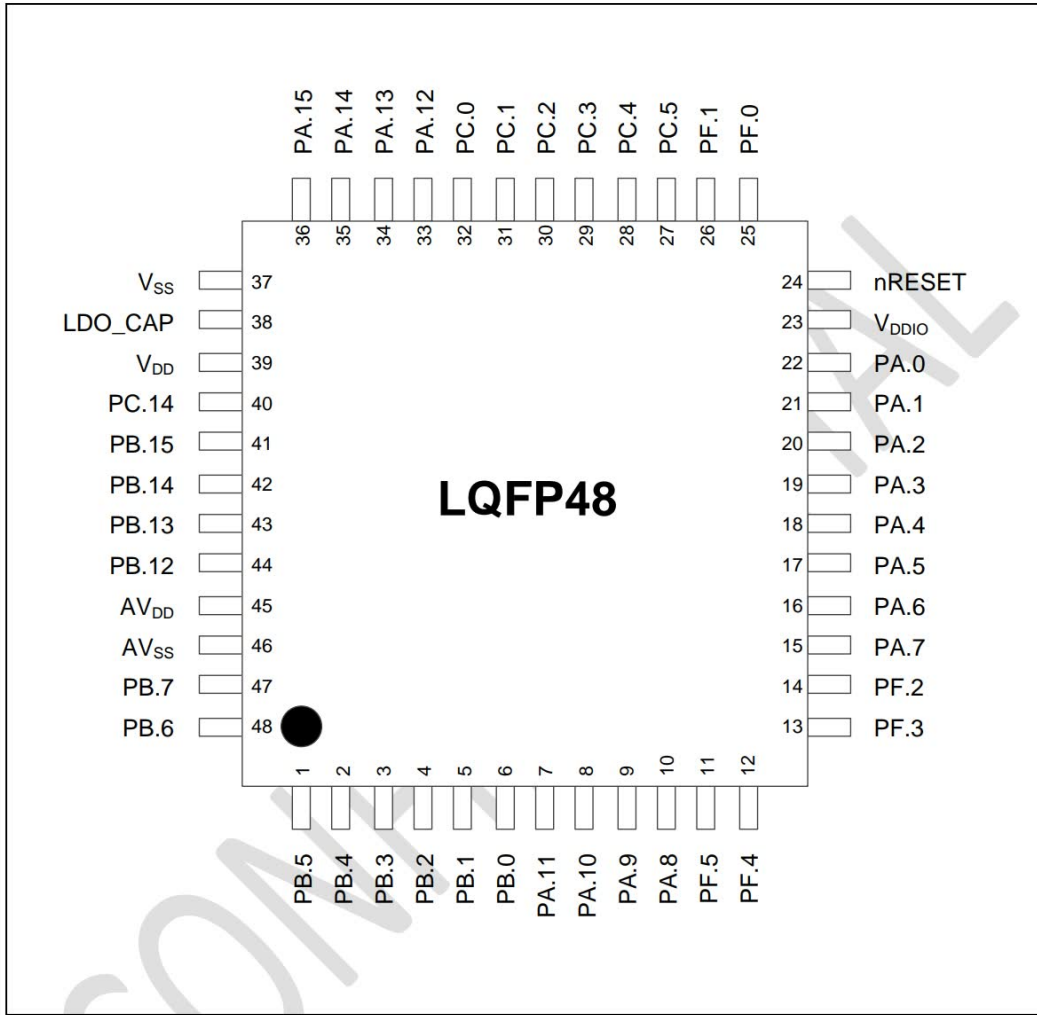 PA.15 PA.14 PA.13 PA.12 PC.0 PC.1 PC.2 PC.3 PC.4 PC.5 PF.1 PF.0
36 35 34 33 32 31 30 29 28 27 26 25
VSS 37 24 nRESET
LDO_CAP 38 23 VDDIO
VDD 39 22 PA.0
PC.14 40 21 PA.1
PB.15 41 20 PA.2
PB.14 42 19 PA.3
LQFP48
PB.13 43 18 PA.4
PB.12 44 17 PA.5
AVDD 45 16 PA.6
AVSS 46 15 PA.7
PB.7 47 14 PF.2
PB.6 48 13 PF.3
1 2 3 4 5 6 7 8 9 10 11 12
PB.5 PB.4 PB.3 PB.2 PB.1 PB.0 PA.11 PA.10 PA.9 PA.8 PF.5 PF.4